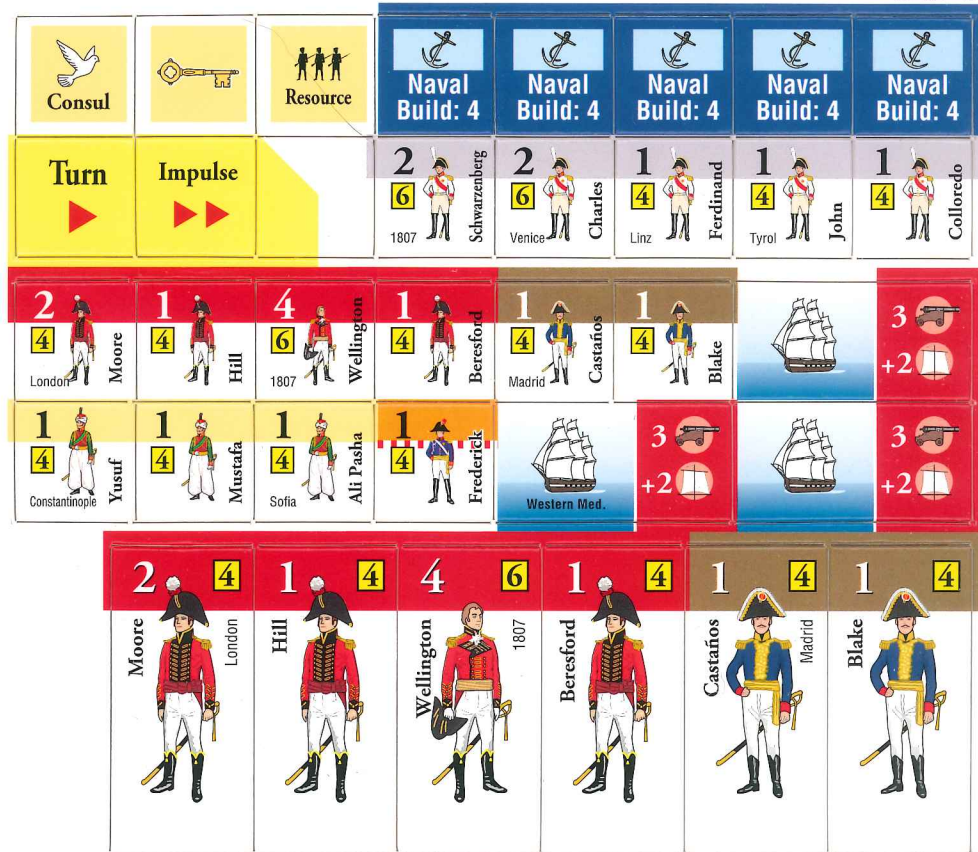 Consul
Resource
Naval
Build: 4
Naval
Build: 4
Naval
Build: 4
Naval
Build: 4
Naval
Build: 4
Turn
Impulse
2
6
1807
Schwarzenberg
2
6
Venice
Charles
1
4
Linz
Ferdinand
1
4
Tyrol
John
1
4
Colloredo
2
4
London
Moore
1
4
Hill
4
6
1807
Wellington
1
4
Beresford
1
4
Madrid
Castaños
1
4
Blake
3
+2
1
4
Constantinople
Yusuf
1
4
Mustafa
1
4
Sofia
Ali Pasha
1
4
Frederick
Western Med.
3
+2
3
+2
2
4
Moore
London
1
4
Hill
4
6
Wellington
1807
1
4
Beresford
1
4
Castaños
Madrid
1
4
Blake